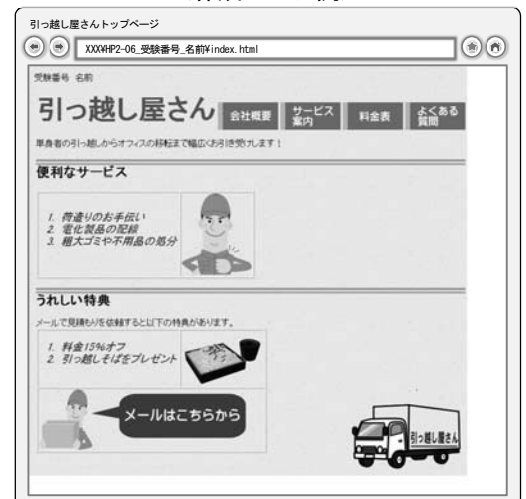 引っ越し屋さんトップページ
XXX¥HP2-06_受験番号_名前¥index.html
受験番号 名前
引っ越し屋さん 会社概要 サービス案内 料金表 よくある質問
単身者の引っ越しからオフィスの移転まで幅広くお引き受けします！
便利なサービス
1. 荷造りのお手伝い
2. 電化製品の配線
3. 粗大ゴミや不用品の処分
うれしい特典
メールで見積もりを依頼すると以下の特典があります。
1. 料金15%オフ
2. 引っ越しそばをプレゼント
メールはこちらから
引っ越し屋さん